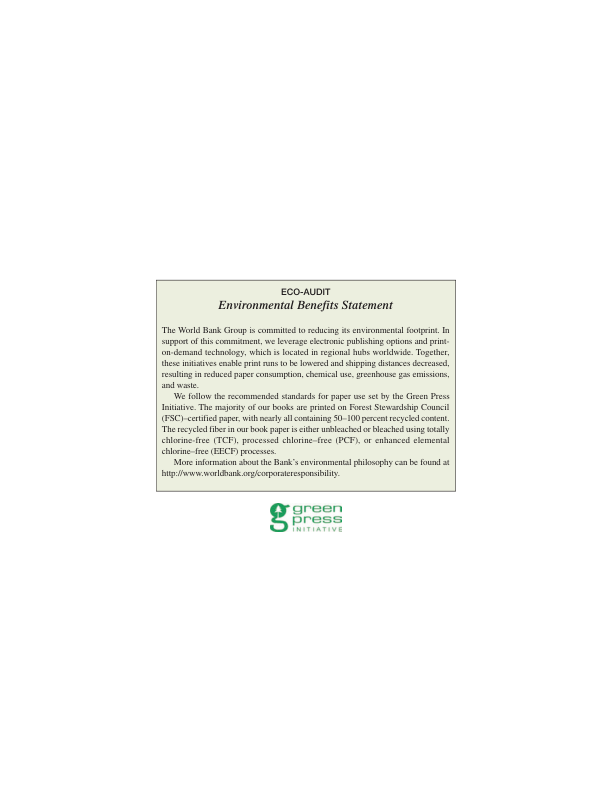 ECO-AUDIT
Environmental Benefits Statement
The World Bank Group is committed to reducing its environmental footprint. In
support of this commitment, we leverage electronic publishing options and print-
on-demand technology, which is located in regional hubs worldwide. Together,
these initiatives enable print runs to be lowered and shipping distances decreased,
resulting in reduced paper consumption, chemical use, greenhouse gas emissions,
and waste.
We follow the recommended standards for paper use set by the Green Press
Initiative. The majority of our books are printed on Forest Stewardship Council
(FSC)–certified paper, with nearly all containing 50–100 percent recycled content.
The recycled fiber in our book paper is either unbleached or bleached using totally
chlorine-free (TCF), processed chlorine–free (PCF), or enhanced elemental
chlorine–free (EECF) processes.
More information about the Bank's environmental philosophy can be found at
http://www.worldbank.org/corporateresponsibility.
green
press
INITIATIVE